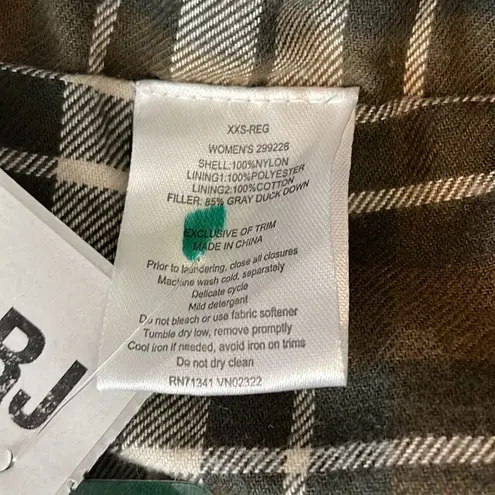 XXS-REG
WOMEN'S 299226
SHELL:100%NYLON
LINING1:100%POLYESTER
LINING2:100%COTTON
FILLER: 85% GRAY DUCK DOWN
EXCLUSIVE OF TRIM
MADE IN CHINA
Prior to laundering, close all closures
Machine wash cold, separately
Delicate cycle
Mild detergent
Do not bleach or use fabric softener
Tumble dry low, remove promptly
Cool iron if needed, avoid iron on trims
Do not dry clean
RN71341 VN02322
RJ